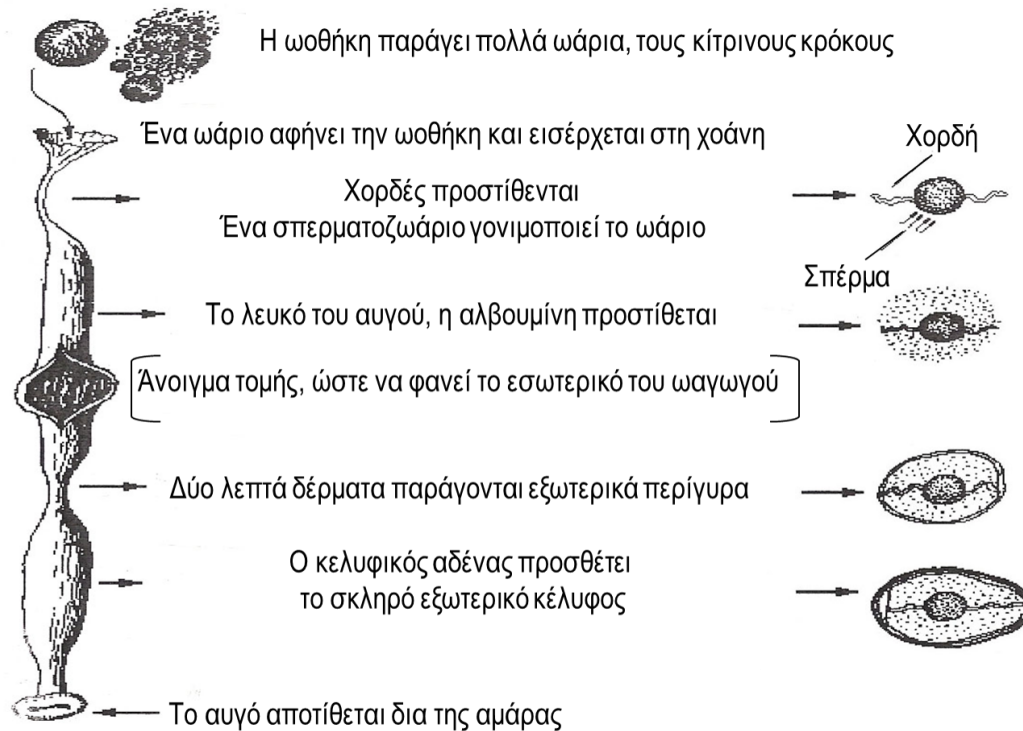 Η ωοθήκη παράγει πολλά ωάρια, τους κίτρινους κρόκους
Ένα ωάριο αφήνει την ωοθήκη και εισέρχεται στη χοάνη
Χορδή
Χορδές προστίθενται
Ένα σπερματοζωάριο γονιμοποιεί το ωάριο
Σπέρμα
Το λευκό του αυγού, η αλβουμίνη προστίθεται
Άνοιγμα τομής, ώστε να φανεί το εσωτερικό του ωαγωγού
Δύο λεπτά δέρματα παράγονται εξωτερικά περίγυρα
Ο κελυφικός αδένας προσθέτει
το σκληρό εξωτερικό κέλυφος
Το αυγό αποτίθεται δια της αμάρας